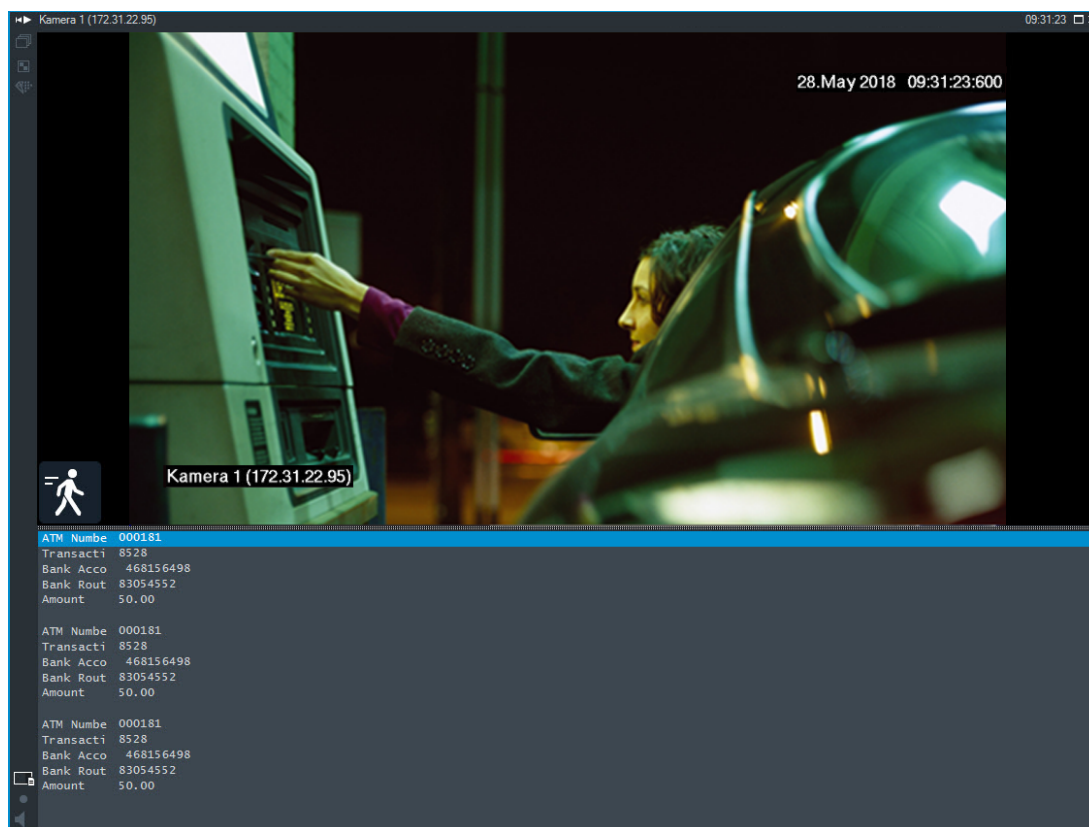 Kamera 1 (172.31.22.95)
09:31:23
28.May 2018 09:31:23:600
Kamera 1 (172.31.22.95)
ATM Numbe 000181
Transacti 8528
Bank Acco 468156498
Bank Rout 83054552
Amount 50.00
ATM Numbe 000181
Transacti 8528
Bank Acco 468156498
Bank Rout 83054552
Amount 50.00
ATM Numbe 000181
Transacti 8528
Bank Acco 468156498
Bank Rout 83054552
Amount 50.00